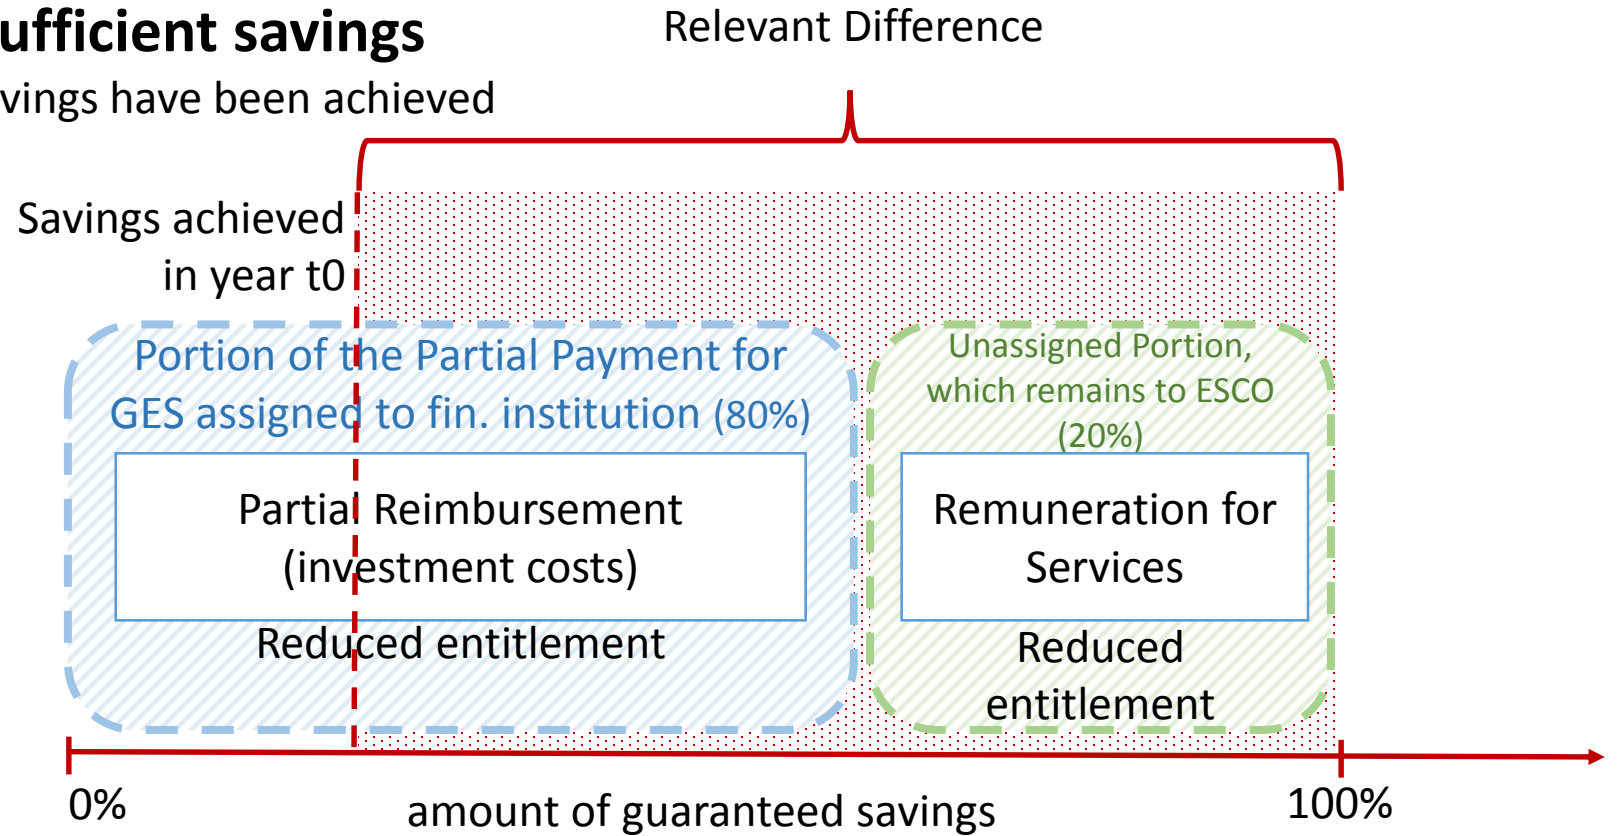 ufficient savings
vings have been achieved
Relevant Difference
Savings achieved
in year t0
Portion of the Partial Payment for
GES assigned to fin. institution (80%)
Partial Reimbursement
(investment costs)
Reduced entitlement
Unassigned Portion,
which remains to ESCO
(20%)
Remuneration for
Services
Reduced
entitlement
0%
amount of guaranteed savings
100%